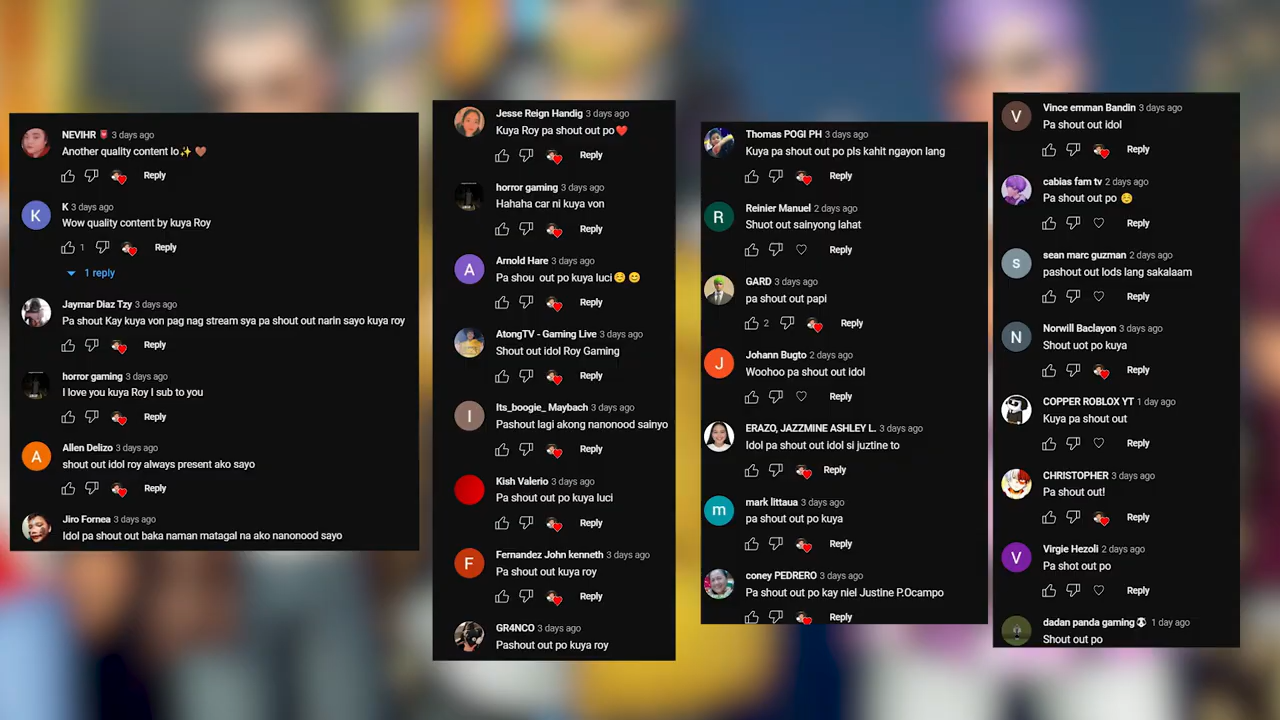 NEVIHR 3 days ago
Another quality content lo✨ 🤎
Reply
K
K 3 days ago
Wow quality content by kuya Roy
1 Reply
1 reply
Jaymar Diaz Tzy 3 days ago
Pa shout Kay kuya von pag nag stream sya pa shout out narin sayo kuya roy
Reply
horror gaming 3 days ago
I love you kuya Roy I sub to you
Reply
A
Allen Delizo 3 days ago
shout out idol roy always present ako sayo
Reply
Jiro Fornea 3 days ago
Idol pa shout out baka naman matagal na ako nanonood sayo
Jesse Reign Handig 3 days ago
Kuya Roy pa shout out po❤️
Reply
horror gaming 3 days ago
Hahaha car ni kuya von
Reply
A
Arnold Hare 3 days ago
Pa shou out po kuya luci☺️😊
Reply
AtongTV - Gaming Live 3 days ago
Shout out idol Roy Gaming
Reply
I
Its_boogie_ Maybach 3 days ago
Pashout lagi akong nanonood sainyo
Reply
Kish Valerio 3 days ago
Pa shout out po kuya luci
Reply
F
Fernandez John kenneth 3 days ago
Pa shout out kuya roy
Reply
GR4NCO 3 days ago
Pashout out po kuya roy
Thomas POGI PH 3 days ago
Kuya pa shout out po pls kahit ngayon lang
Reply
R
Reinier Manuel 2 days ago
Shuot out sainyong lahat
Reply
GARD 3 days ago
pa shout out papi
2 Reply
J
Johann Bugto 2 days ago
Woohoo pa shout out idol
Reply
ERAZO, JAZZMINE ASHLEY L. 3 days ago
Idol pa shout out idol si juztine to
Reply
m
mark littaua 3 days ago
pa shout out po kuya
Reply
coney PEDRERO 3 days ago
Pa shout out po kay niel Justine P.Ocampo
Reply
V
Vince emman Bandin 3 days ago
Pa shout out idol
Reply
cabias fam tv 2 days ago
Pa shout out po ☺️
Reply
s
sean marc guzman 2 days ago
pashout out lods lang sakalaam
Reply
N
Norwill Baclayon 3 days ago
Shout uot po kuya
Reply
COPPER ROBLOX YT 1 day ago
Kuya pa shout out
Reply
CHRISTOPHER 3 days ago
Pa shout out!
Reply
V
Virgie Hezoli 2 days ago
Pa shot out po
Reply
dadan panda gaming 🐼 1 day ago
Shout out po